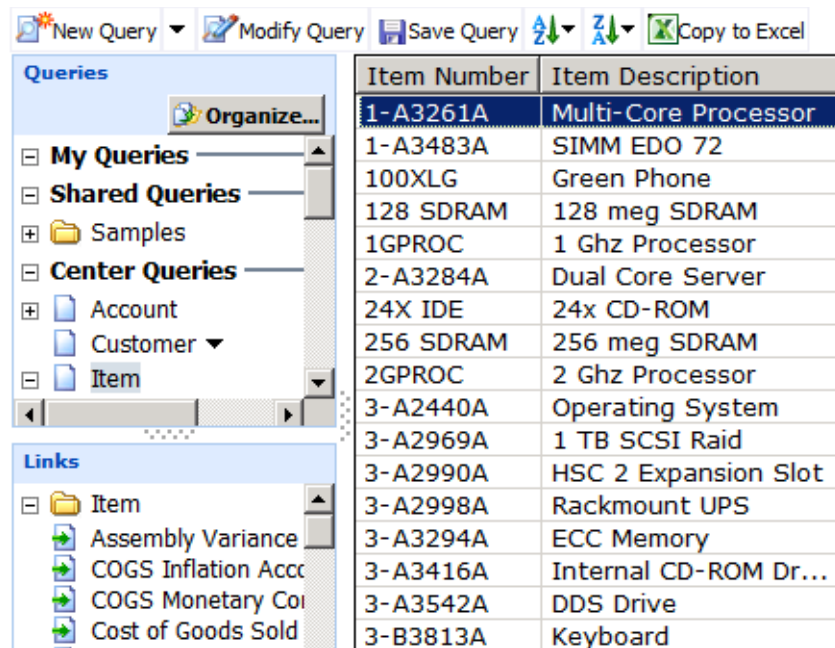 New Query Modify Query Save Query Copy to Excel
Queries
Organize...
My Queries
Shared Queries
Samples
Center Queries
Account
Customer
Item
Links
Item
Assembly Variance
COGS Inflation Acco
COGS Monetary Cor
Cost of Goods Sold
Item Number Item Description
1-A3261A Multi-Core Processor
1-A3483A SIMM EDO 72
100XLG Green Phone
128 SDRAM 128 meg SDRAM
1GPROC 1 Ghz Processor
2-A3284A Dual Core Server
24X IDE 24x CD-ROM
256 SDRAM 256 meg SDRAM
2GPROC 2 Ghz Processor
3-A2440A Operating System
3-A2969A 1 TB SCSI Raid
3-A2990A HSC 2 Expansion Slot
3-A2998A Rackmount UPS
3-A3294A ECC Memory
3-A3416A Internal CD-ROM Dr...
3-A3542A DDS Drive
3-B3813A Keyboard